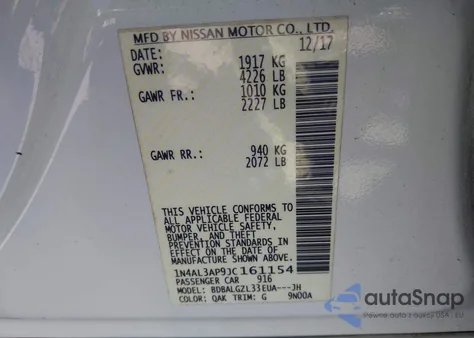 MFD BY NISSAN MOTOR CO., LTD.
DATE: 12/17
GVWR: 1917 KG
4226 LB
GAWR FR.: 1010 KG
2227 LB
GAWR RR.: 940 KG
2072 LB
THIS VEHICLE CONFORMS TO
ALL APPLICABLE FEDERAL
MOTOR VEHICLE SAFETY,
BUMPER, AND THEFT
PREVENTION STANDARDS IN
EFFECT ON THE DATE OF
MANUFACTURE SHOWN ABOVE.
1N4AL3AP9JC161154
PASSENGER CAR 916
MODEL: BDBALGZL33EUA---JH
COLOR: QAK TRIM: G 9N00A
autoSnap